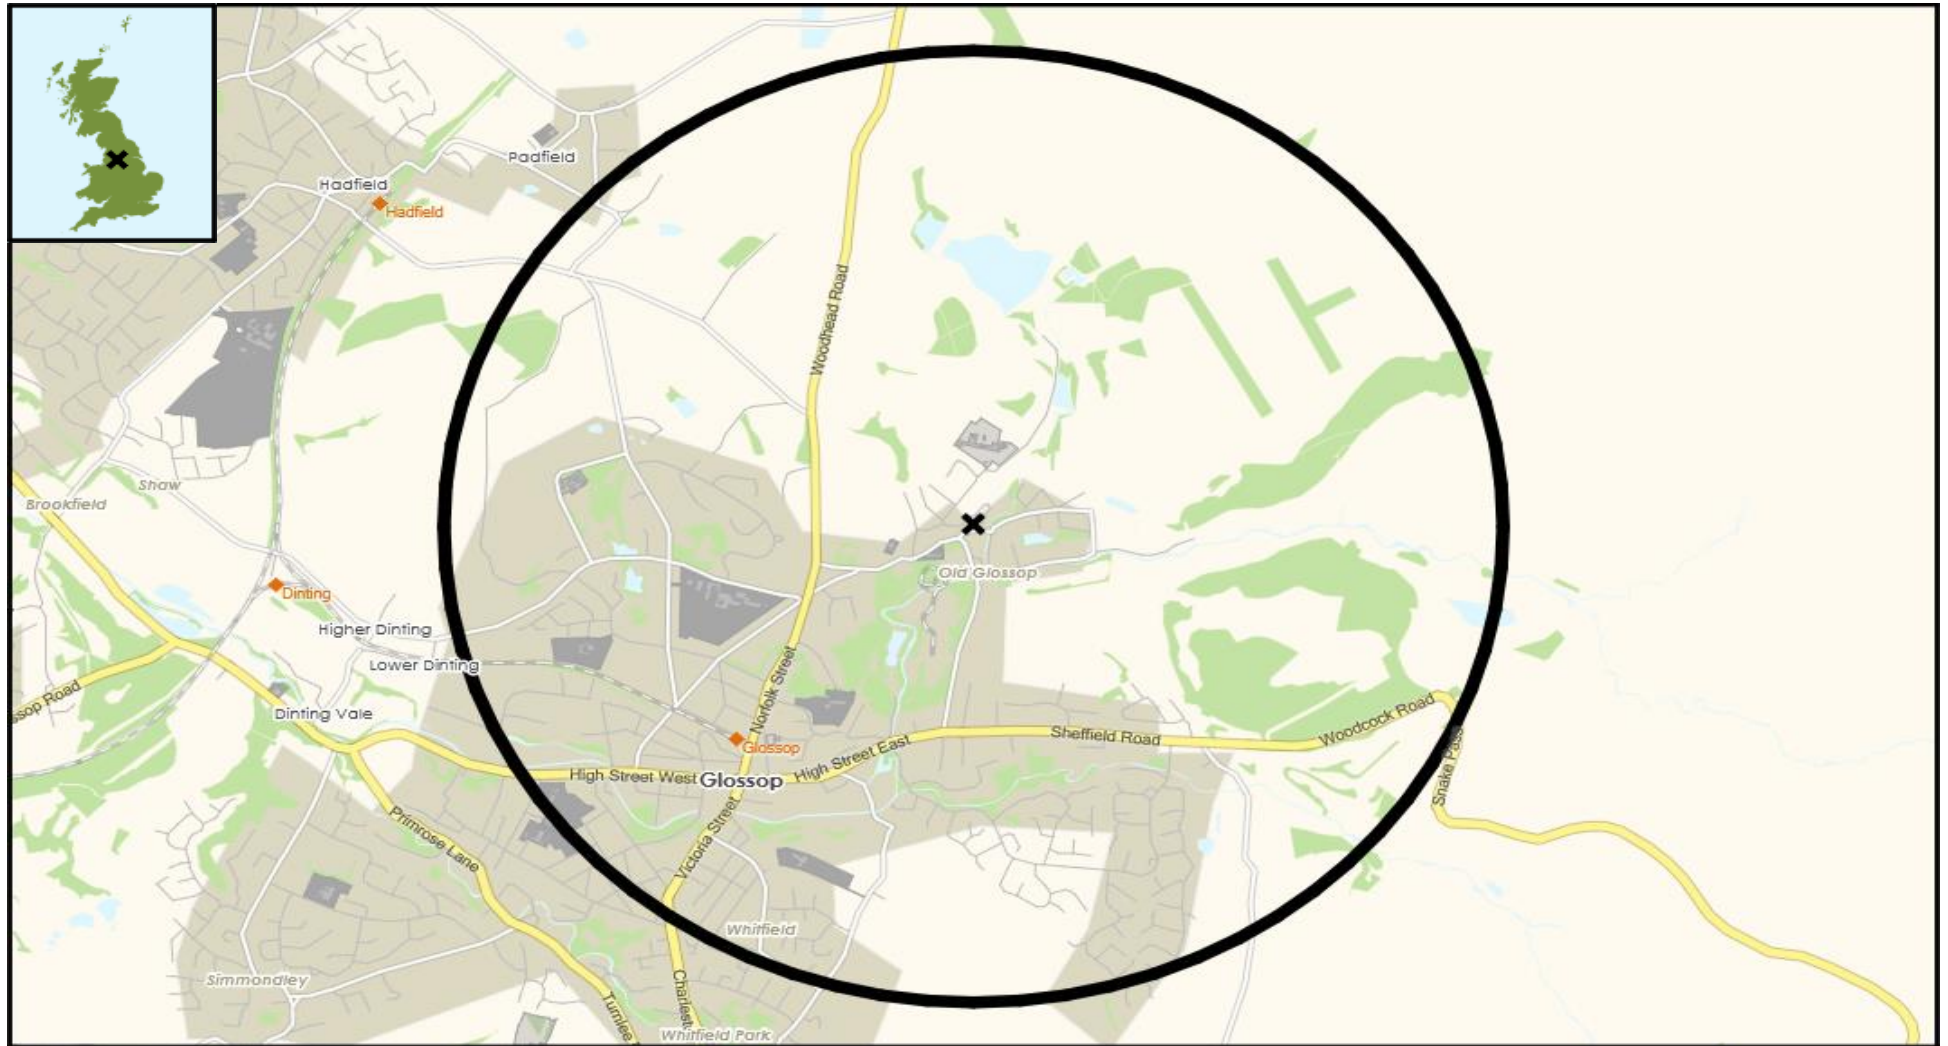 Padfield
Hadfield
Hadfield
Woodhead Road
Shaw
Brookfield
Old Glossop
Dinting
Higher Dinting
Lower Dinting
Dinting Vale
Norfolk Street
Woodcock Road
Sheffield Road
Glossop
High Street East
High Street West
Glossop
Snake Pass
Primrose Lane
Victoria Street
Whitfield
Simmondley
Charlest
Turnlee
Whitfield Park
ssop Road